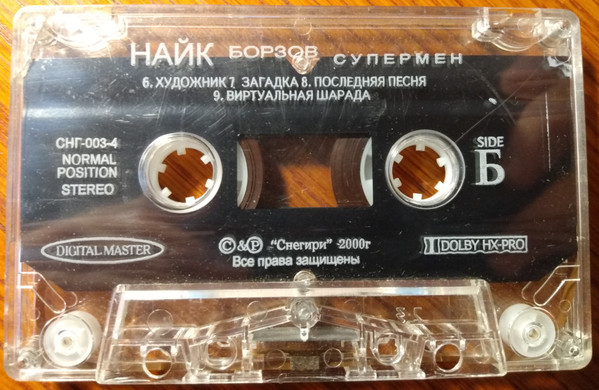 НАЙК БОРЗОВ СУПЕРМЕН
6. ХУДОЖНИК 7 ЗАГАДКА 8. ПОСЛЕДНЯЯ ПЕСНЯ
9. ВИРТУАЛЬНАЯ ШАРАДА
СНГ-003-4
NORMAL
POSITION
STEREO
SIDE
Б
DIGITAL MASTER
© & ℗ "Снегири" -2000г
Все права защищены
DOLBY HX-PRO